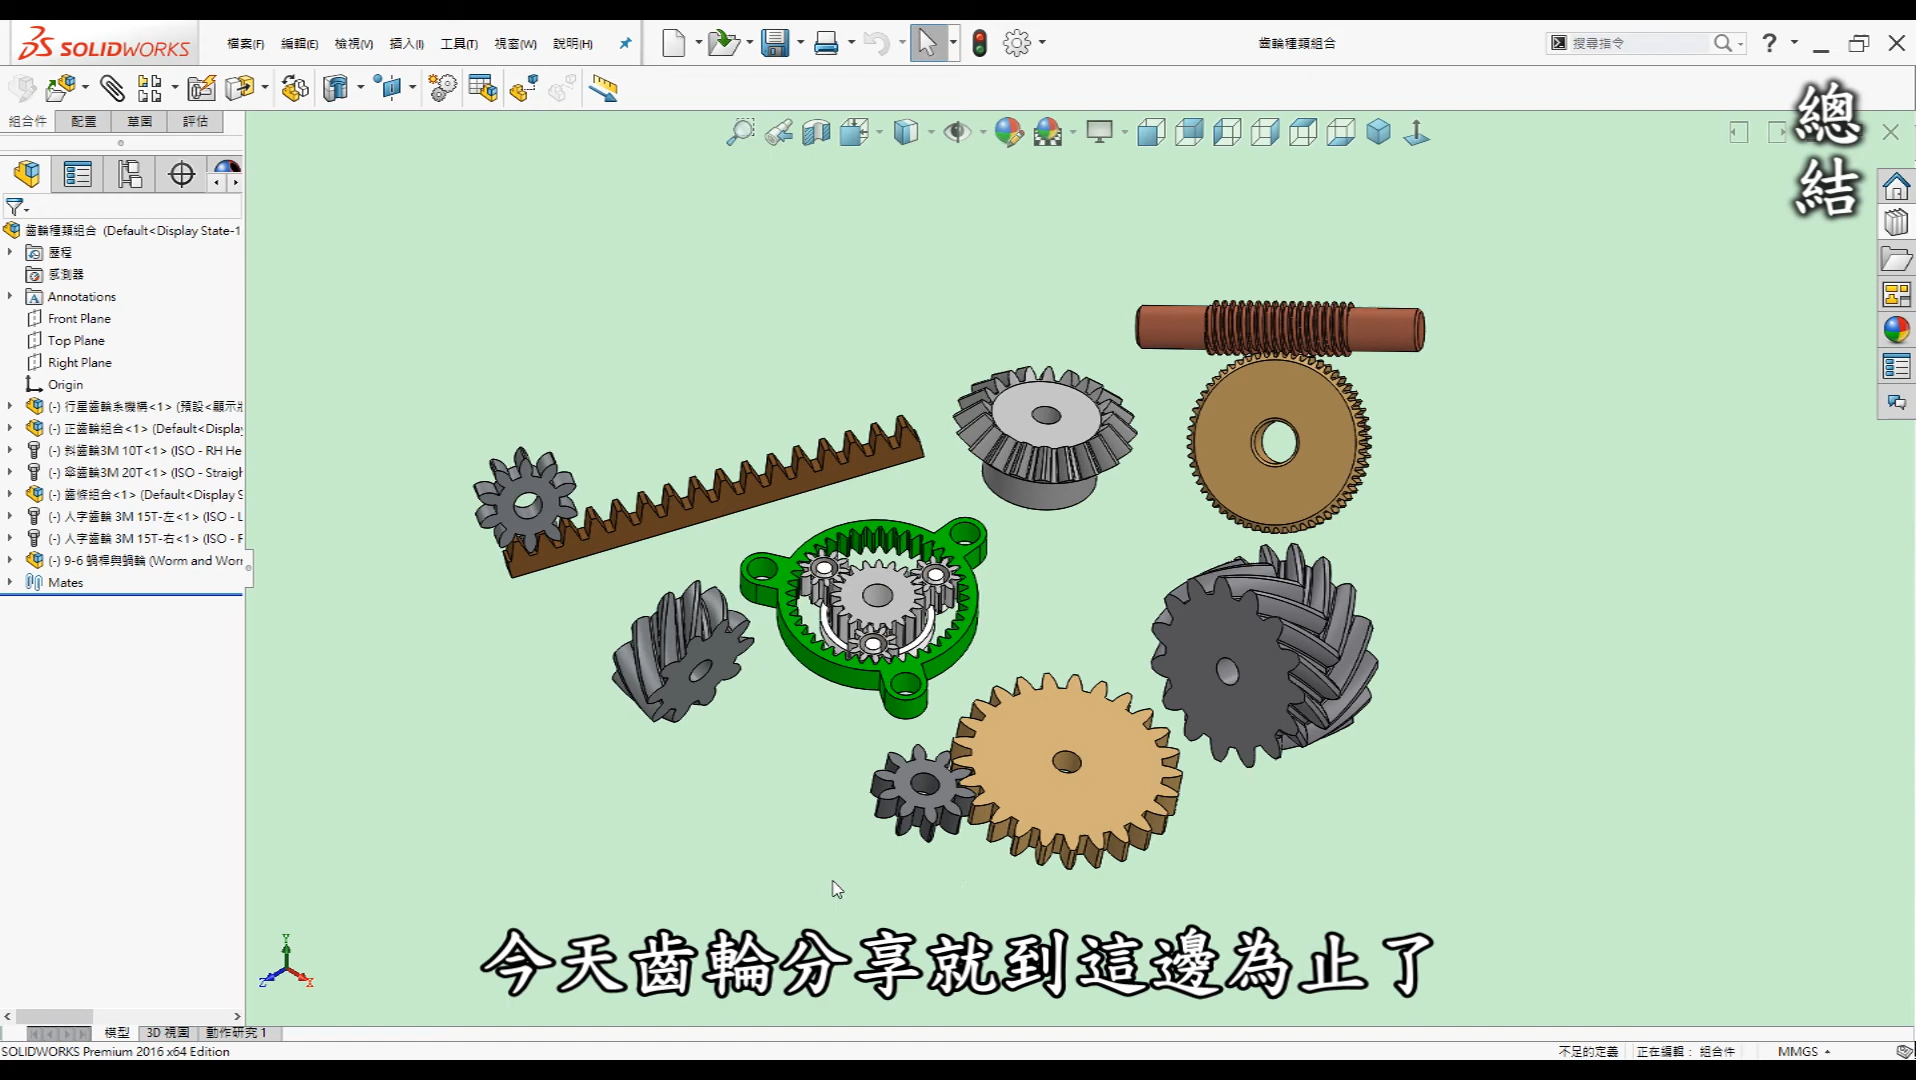 SOLIDWORKS
檔案(F) 編輯(E) 檢視(V) 插入(I) 工具(T) 視窗(W) 說明(H)
齒輪種類組合
搜尋指令
總結
組合件 配置 草圖 評估
齒輪種類組合 (Default<Display State-1
歷程
感測器
Annotations
Front Plane
Top Plane
Right Plane
Origin
(-) 行星齒輪系機構<1> (預設<顯示狀
(-) 正齒輪組合<1> (Default<Display
(-) 斜齒輪3M 10T<1> (ISO - RH He
(-) 傘齒輪3M 20T<1> (ISO - Straigh
(-) 齒條組合<1> (Default<Display S
(-) 人字齒輪 3M 15T-左<1> (ISO - L
(-) 人字齒輪 3M 15T-右<1> (ISO - F
(-) 9-6 蝸桿與蝸輪 (Worm and Worr
Mates
今天齒輪分享就到這邊為止了
模型 3D 視圖 動作研究 1
SOLIDWORKS Premium 2016 x64 Edition
不足的定義 正在編輯: 組合件 MMGS